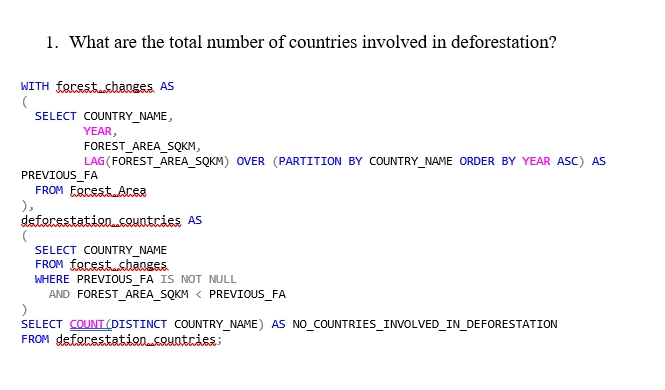 1. What are the total number of countries involved in deforestation?
WITH forest_changes AS
(
SELECT COUNTRY_NAME,
YEAR,
FOREST_AREA_SQKM,
LAG(FOREST_AREA_SQKM) OVER (PARTITION BY COUNTRY_NAME ORDER BY YEAR ASC) AS
PREVIOUS_FA
FROM Forest_Area
),
deforestation_countries AS
(
SELECT COUNTRY_NAME
FROM forest_changes
WHERE PREVIOUS_FA IS NOT NULL
AND FOREST_AREA_SQKM < PREVIOUS_FA
)
SELECT COUNT(DISTINCT COUNTRY_NAME) AS NO_COUNTRIES_INVOLVED_IN_DEFORESTATION
FROM deforestation_countries;